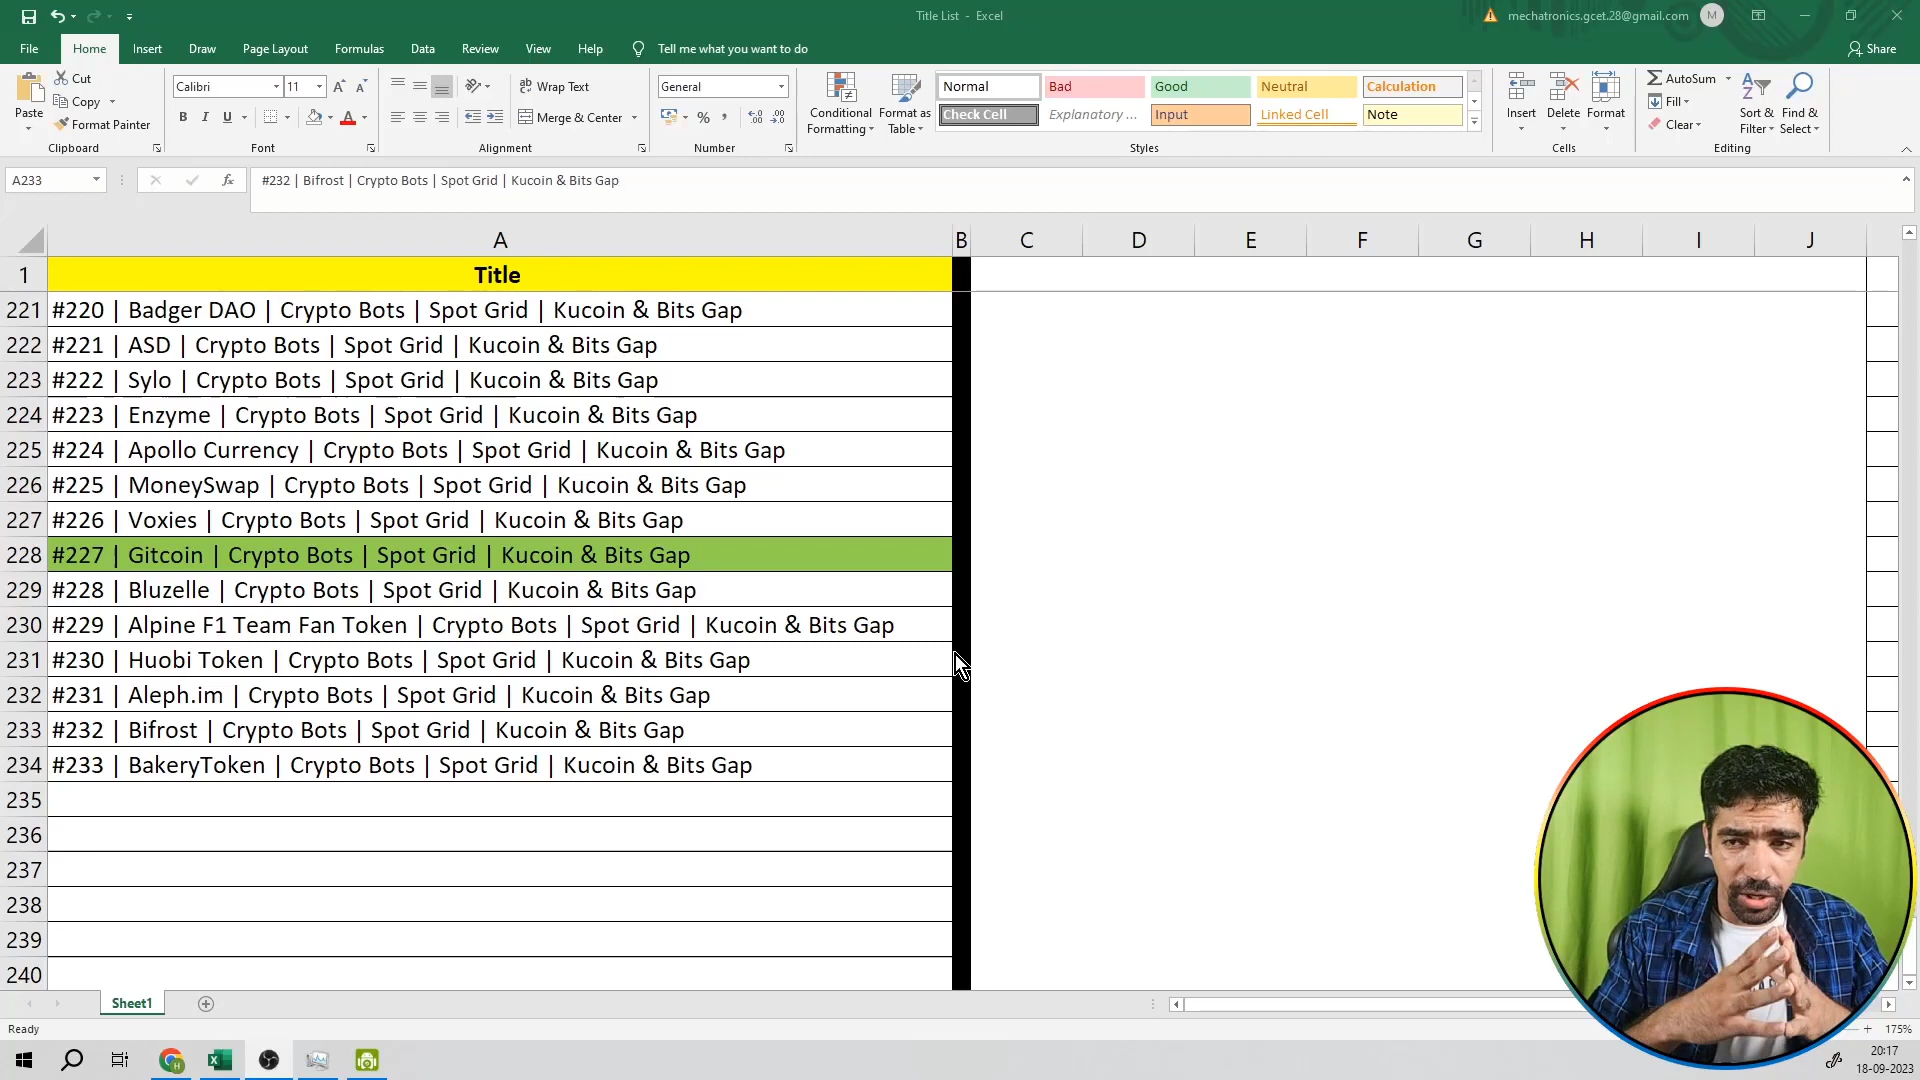 Title List - Excel
mechatronics.gcet.28@gmail.com
M
File
Home
Insert
Draw
Page Layout
Formulas
Data
Review
View
Help
Tell me what you want to do
Share
Paste
Cut
Copy
Format Painter
Clipboard
Calibri
11
B I U
Font
Wrap Text
Merge & Center
Alignment
General
Number
Conditional Formatting
Format as Table
Normal
Bad
Good
Neutral
Calculation
Check Cell
Explanatory ...
Input
Linked Cell
Note
Styles
Insert
Delete
Format
Cells
AutoSum
Fill
Clear
Sort & Filter
Find & Select
Editing
A233
fx
#232 | Bifrost | Crypto Bots | Spot Grid | Kucoin & Bits Gap
A B C D E F G H I J
1 Title
221 #220 | Badger DAO | Crypto Bots | Spot Grid | Kucoin & Bits Gap
222 #221 | ASD | Crypto Bots | Spot Grid | Kucoin & Bits Gap
223 #222 | Sylo | Crypto Bots | Spot Grid | Kucoin & Bits Gap
224 #223 | Enzyme | Crypto Bots | Spot Grid | Kucoin & Bits Gap
225 #224 | Apollo Currency | Crypto Bots | Spot Grid | Kucoin & Bits Gap
226 #225 | MoneySwap | Crypto Bots | Spot Grid | Kucoin & Bits Gap
227 #226 | Voxies | Crypto Bots | Spot Grid | Kucoin & Bits Gap
228 #227 | Gitcoin | Crypto Bots | Spot Grid | Kucoin & Bits Gap
229 #228 | Bluzelle | Crypto Bots | Spot Grid | Kucoin & Bits Gap
230 #229 | Alpine F1 Team Fan Token | Crypto Bots | Spot Grid | Kucoin & Bits Gap
231 #230 | Huobi Token | Crypto Bots | Spot Grid | Kucoin & Bits Gap
232 #231 | Aleph.im | Crypto Bots | Spot Grid | Kucoin & Bits Gap
233 #232 | Bifrost | Crypto Bots | Spot Grid | Kucoin & Bits Gap
234 #233 | BakeryToken | Crypto Bots | Spot Grid | Kucoin & Bits Gap
235
236
237
238
239
240
Sheet1
Ready
175%
20:17
18-09-2023